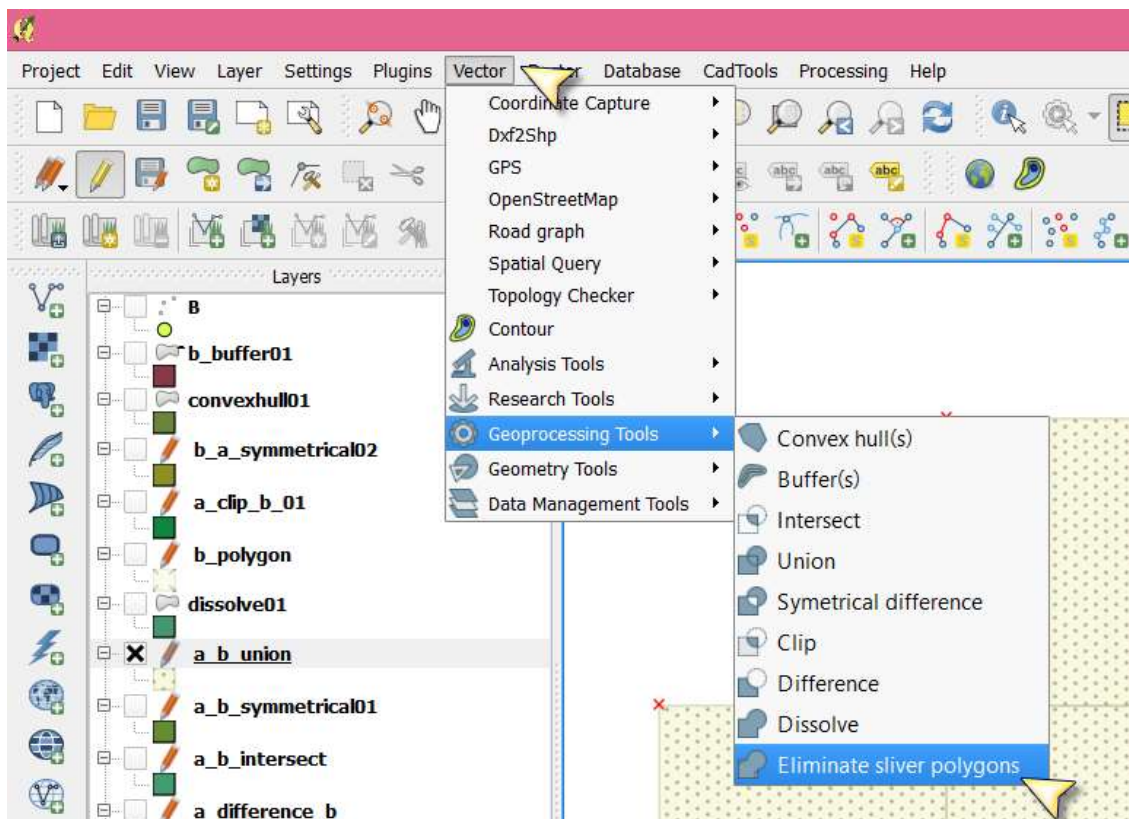 Project Edit View Layer Settings Plugins Vector Database CadTools Processing Help
Coordinate Capture
Dxf2Shp
GPS
OpenStreetMap
Road graph
Spatial Query
Topology Checker
Contour
Analysis Tools
Research Tools
Geoprocessing Tools
Geometry Tools
Data Management Tools
Convex hull(s)
Buffer(s)
Intersect
Union
Symetrical difference
Clip
Difference
Dissolve
Eliminate sliver polygons
abc
abc
abc
Layers
B
b_buffer01
convexhull01
b_a_symmetrical02
a_clip_b_01
b_polygon
dissolve01
a_b_union
a_b_symmetrical01
a_b_intersect
a_difference_b